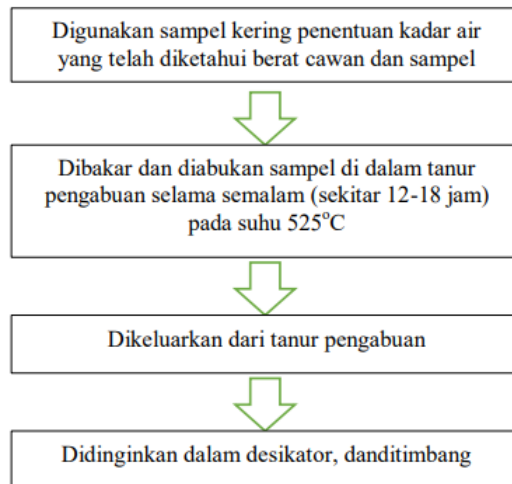 Digunakan sampel kering penentuan kadar air
yang telah diketahui berat cawan dan sampel
Dibakar dan diabukan sampel di dalam tanur
pengabuan selama semalam (sekitar 12-18 jam)
pada suhu 525°C
Dikeluarkan dari tanur pengabuan
Didinginkan dalam desikator, danditimbang